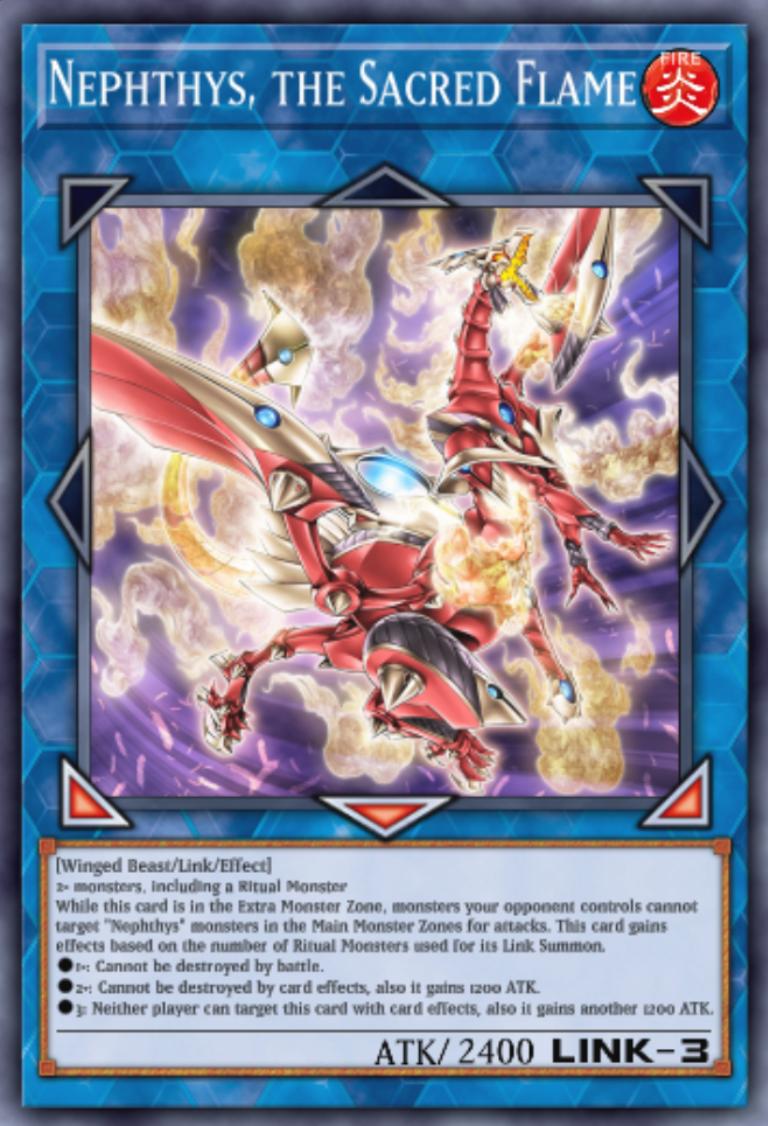 NEPHTHYS, THE SACRED FLAME
FIRE
炎
[Winged Beast/Link/Effect]
2+ monsters, including a Ritual Monster
While this card is in the Extra Monster Zone, monsters your opponent controls cannot
target "Nephthys" monsters in the Main Monster Zones for attacks. This card gains
effects based on the number of Ritual Monsters used for its Link Summon.
●1+: Cannot be destroyed by battle.
●2+: Cannot be destroyed by card effects, also it gains 1200 ATK.
●3: Neither player can target this card with card effects, also it gains another 1200 ATK.
ATK/ 2400 LINK-3